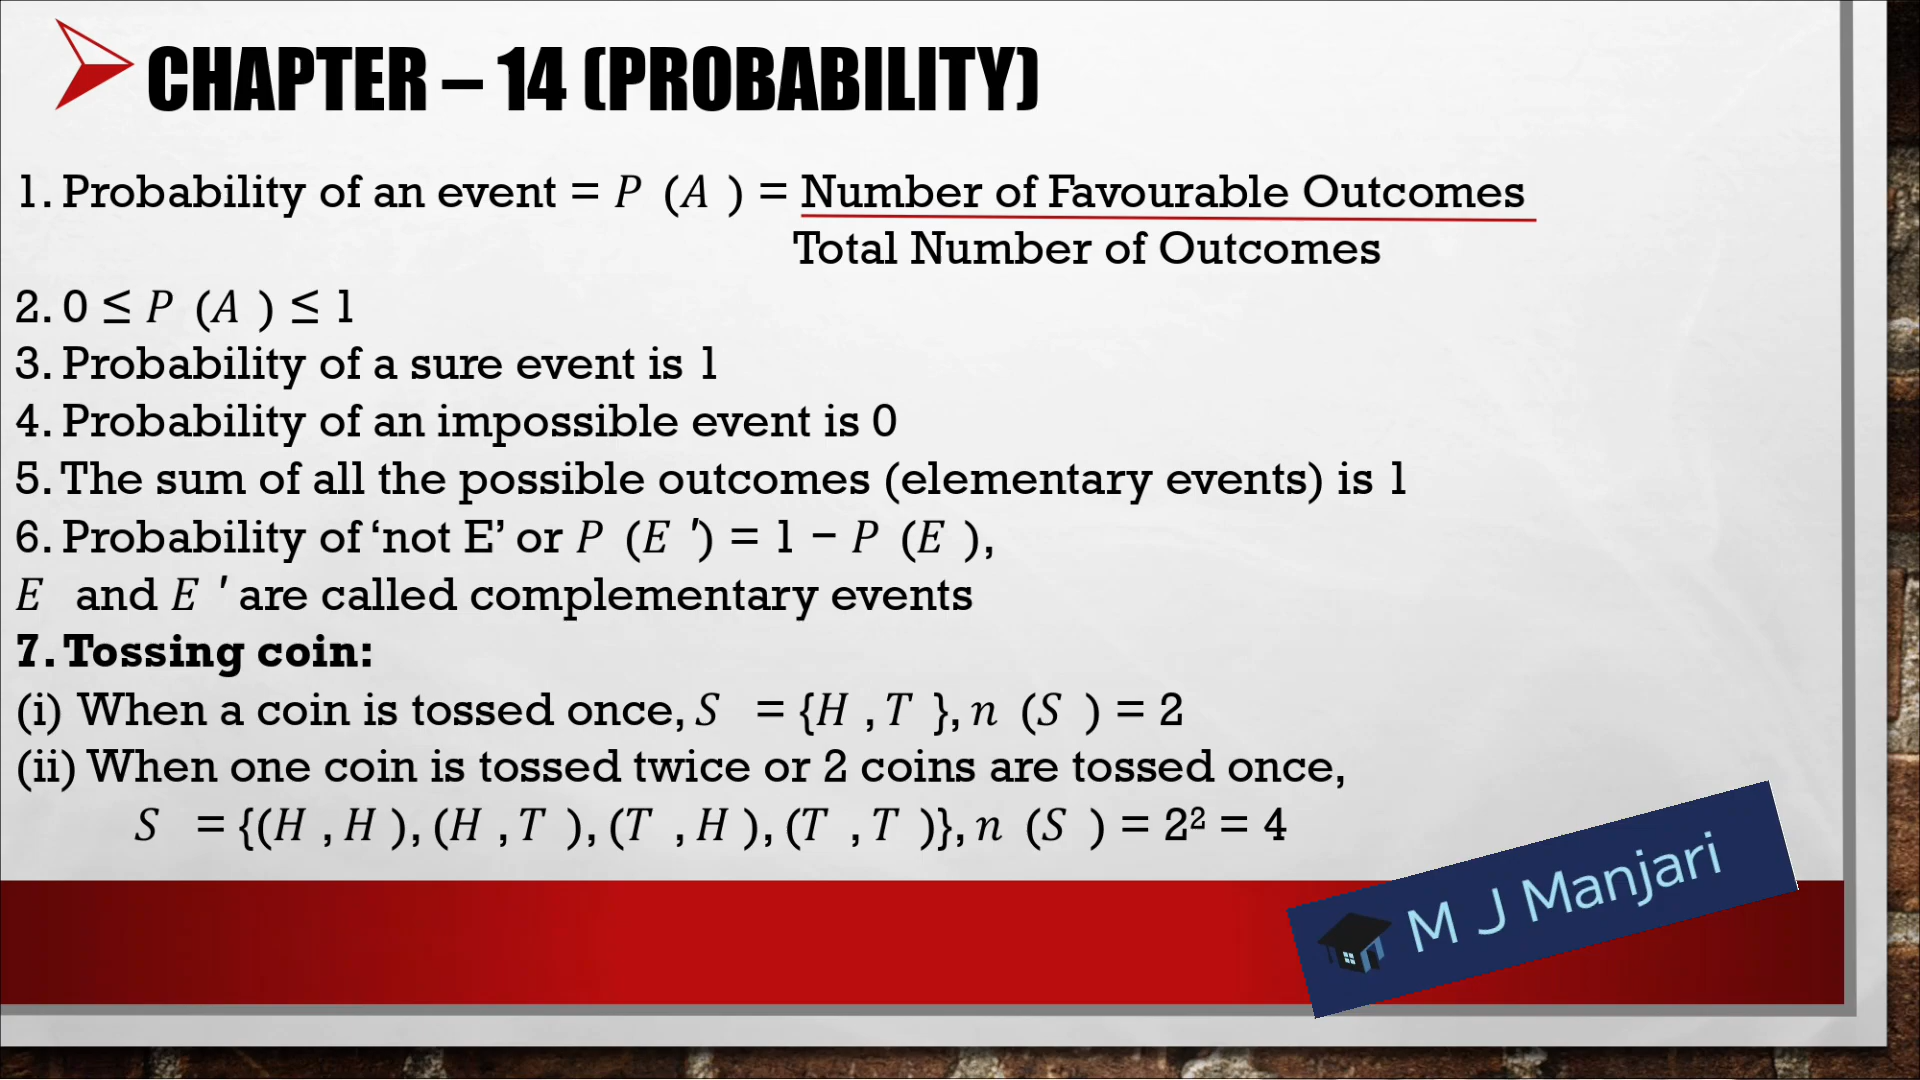 CHAPTER – 14 (PROBABILITY)
1. Probability of an event = P (A ) = Number of Favourable Outcomes
Total Number of Outcomes
2. 0 ≤ P (A ) ≤ 1
3. Probability of a sure event is 1
4. Probability of an impossible event is 0
5. The sum of all the possible outcomes (elementary events) is 1
6. Probability of ‘not E’ or P (E ′) = 1 − P (E ),
E and E ′ are called complementary events
7. Tossing coin:
(i) When a coin is tossed once, S = {H , T }, n (S ) = 2
(ii) When one coin is tossed twice or 2 coins are tossed once,
S = {(H , H ), (H , T ), (T , H ), (T , T )}, n (S ) = 2² = 4
M J Manjari